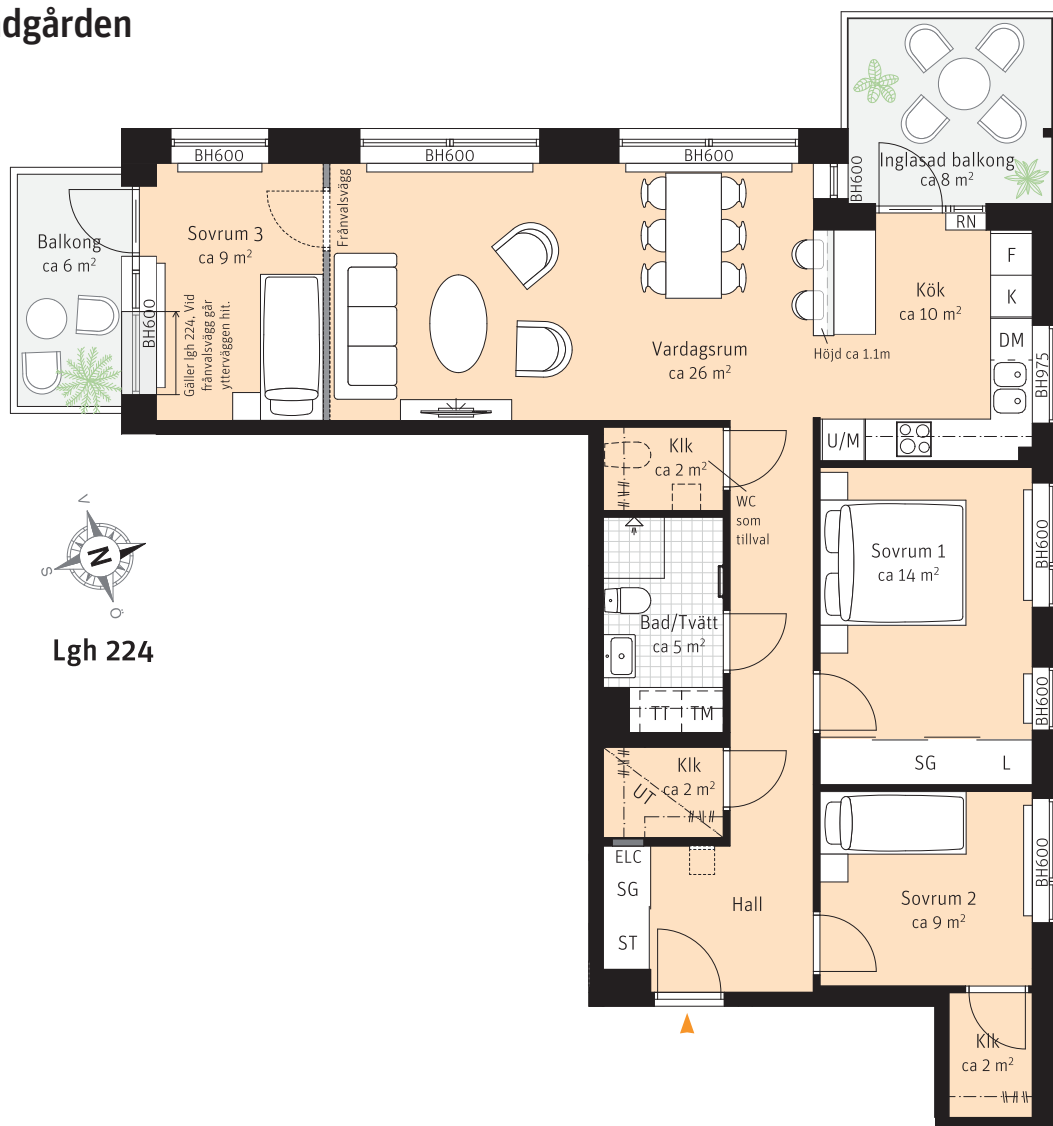 dgården
BH600
BH600
BH600
BH600
Inglasad balkong
ca 8 m²
RN
Balkong
ca 6 m²
Sovrum 3
ca 9 m²
Frånvalsvägg
BH600
Gäller lgh 224. Vid
frånvalsvägg går
ytterväggen hit.
Vardagsrum
ca 26 m²
Höjd ca 1.1m
Kök
ca 10 m²
F
K
DM
BH975
U/M
Klk
ca 2 m²
WC
som
tillval
V
N
S
Ö
Lgh 224
Sovrum 1
ca 14 m²
BH600
Bad/Tvätt
ca 5 m²
TT
TM
BH600
SG
L
Klk
ca 2 m²
UT
ELC
SG
ST
Hall
Sovrum 2
ca 9 m²
BH600
Klk
ca 2 m²